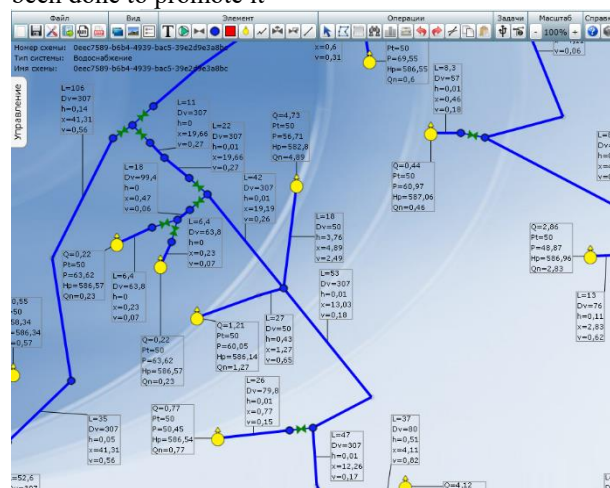 been done to promote it
Файл
Вид
Элемент
Операции
Задачи
Масштаб
Справк
- 100% +
Номер схемы: 0eec7589-b6b4-4939-bac5-39e2d9e3a8bc
Тип системы: Водоснабжение
Имя схемы: 0eec7589-b6b4-4939-bac5-39e2d9e3a8bc
Управление
x=0,6
v=0,31
Pt=50
P=69,55
Hp=586,55
Qn=0,6
L=8,3
Dv=57
h=0,01
x=0,46
v=0,18
v=0,06
L=106
Dv=307
h=0,14
x=41,31
v=0,56
L=11
Dv=307
h=0
x=19,66
v=0,27
L=22
Dv=307
h=0,01
x=19,66
v=0,27
Q=4,73
Pt=50
P=56,71
Hp=582,8
Qn=4,89
Q=0,44
Pt=50
P=60,97
Hp=587,06
Qn=0,46
L=18
Dv=99,4
h=0
x=0,47
v=0,06
L=42
Dv=307
h=0,01
x=19,19
v=0,26
L=6,4
Dv=63,8
h=0
x=0,23
v=0,07
L=18
Dv=50
h=3,76
x=4,89
v=2,49
Q=2,86
Pt=50
P=48,87
Hp=586,96
Qn=2,83
Q=0,22
Pt=50
P=63,62
Hp=586,57
Qn=0,23
L=6,4
Dv=63,8
h=0
x=0,23
v=0,07
L=53
Dv=307
h=0,01
x=13,03
v=0,18
L=13
Dv=76
h=0,11
x=2,83
v=0,62
0,55
=50
58,34
=586,34
=0,57
Q=0,22
Pt=50
P=63,62
Hp=586,57
Qn=0,23
Q=1,21
Pt=50
P=60,05
Hp=586,14
Qn=1,27
L=27
Dv=50
h=0,43
x=1,27
v=0,65
L=26
Dv=79,8
h=0,01
x=0,77
v=0,15
Q=0,77
Pt=50
P=50,45
Hp=586,54
Qn=0,77
L=35
Dv=307
h=0,05
x=41,31
v=0,56
L=47
Dv=307
h=0,01
x=12,26
v=0,17
L=37
Dv=80
h=0,51
x=4,11
v=0,82
=52,6
Q=4,12